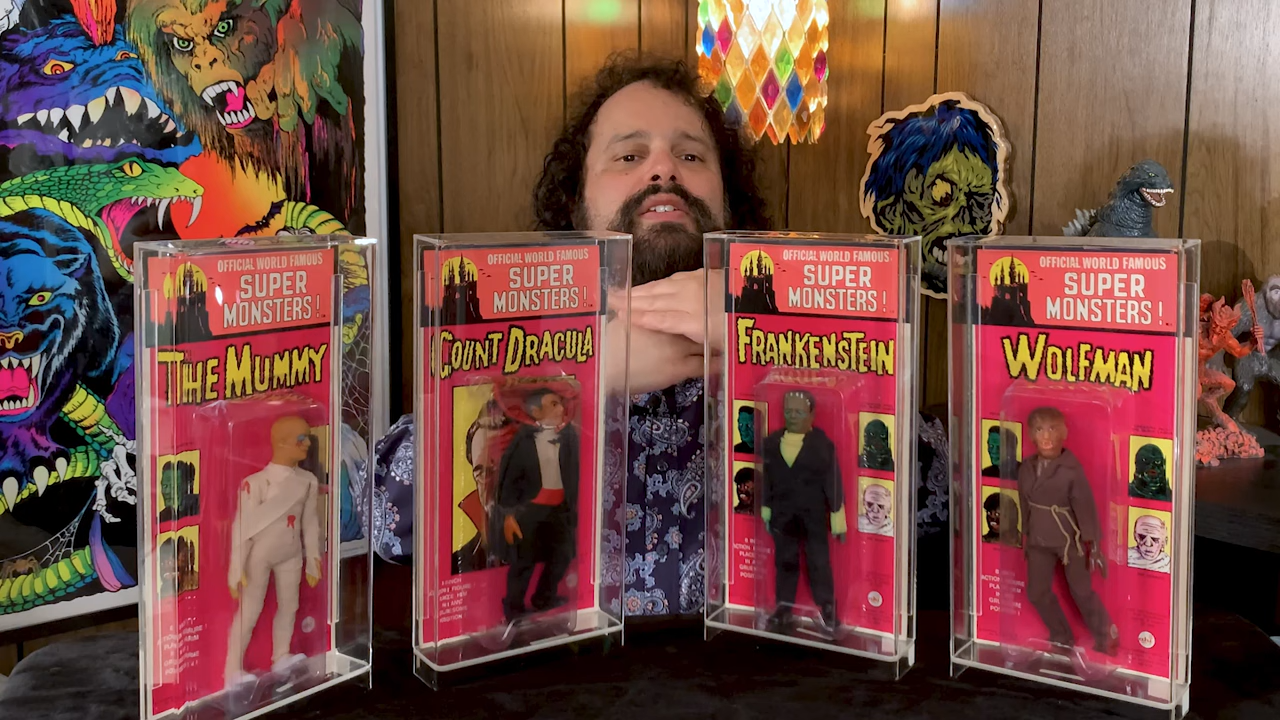 OFFICIAL WORLD FAMOUS
SUPER
MONSTERS!
THE MUMMY
OFFICIAL WORLD FAMOUS
SUPER
MONSTERS!
COUNT DRACULA
OFFICIAL WORLD FAMOUS
SUPER
MONSTERS!
FRANKENSTEIN
OFFICIAL WORLD FAMOUS
SUPER
MONSTERS!
WOLFMAN